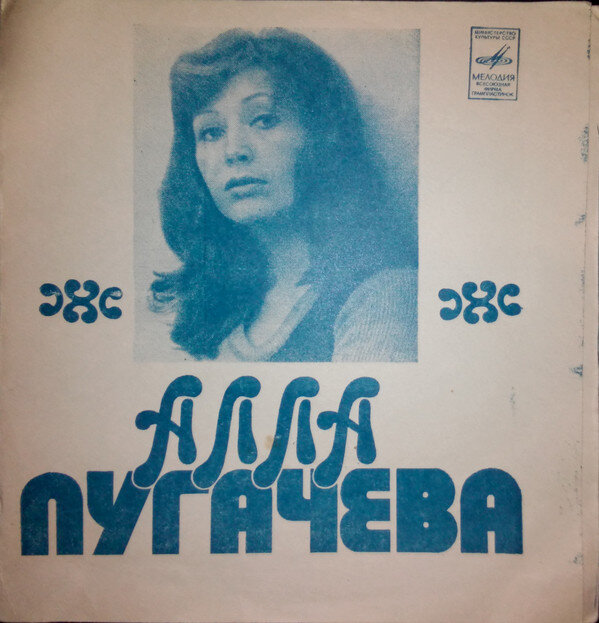 МИНИСТЕРСТВО
КУЛЬТУРЫ СССР
МЕЛОДИЯ
ВСЕСОЮЗНАЯ
ФИРМА
ГРАМПЛАСТИНОК
АЛЛА
ПУГАЧЕВА